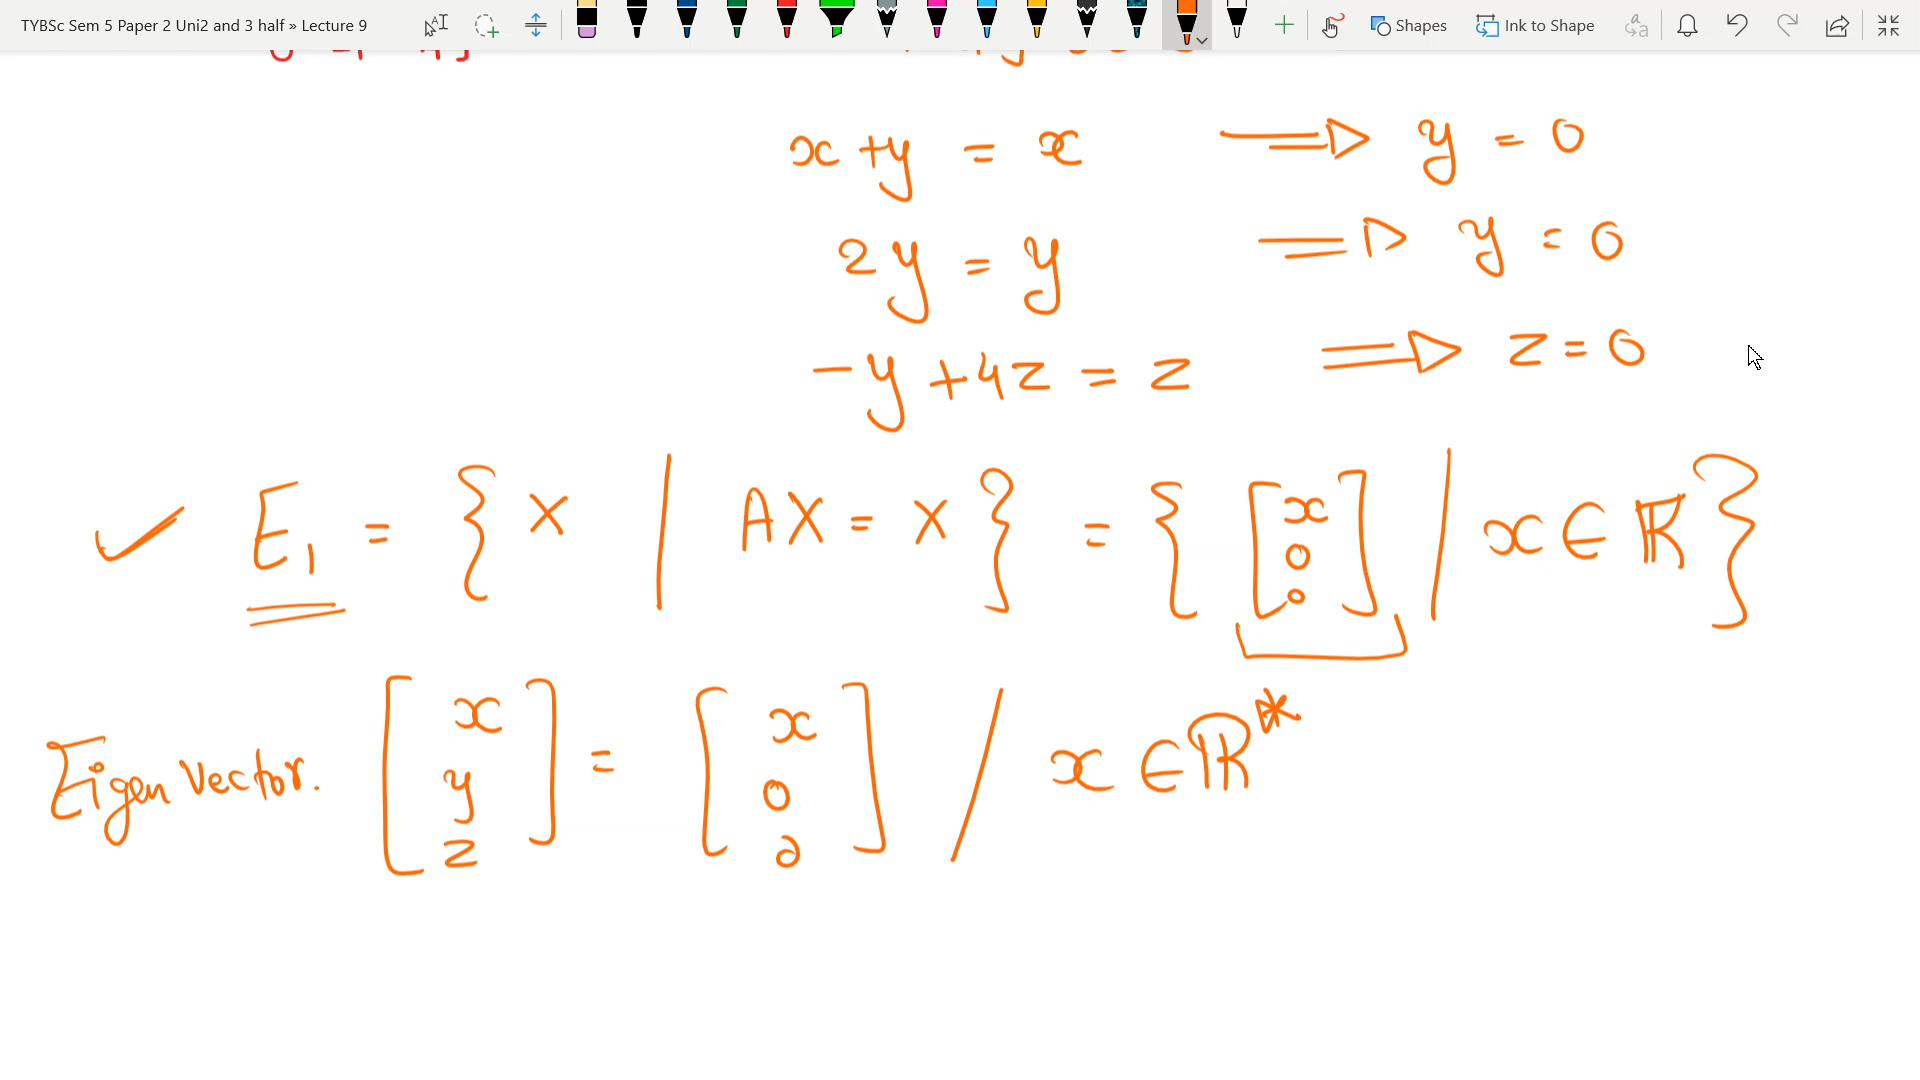 TYBSc Sem 5 Paper 2 Uni2 and 3 half » Lecture 9
Shapes
Ink to Shape
x + y = x ⟹ y = 0
2y = y ⟹ y = 0
-y + 4z = z ⟹ z = 0
✓ E₁ = { X | AX = X } = { [x 0 0] | x ∈ ℝ }
Eigen Vector. [x y z] = [x 0 0] / x ∈ ℝ*